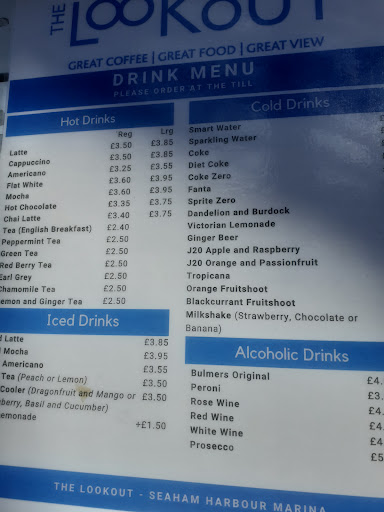 THE LOOKOUT
GREAT COFFEE | GREAT FOOD | GREAT VIEW
DRINK MENU
PLEASE ORDER AT THE TILL
Hot Drinks
Reg Lrg
Latte £3.50 £3.85
Cappuccino £3.50 £3.85
Americano £3.25 £3.55
Flat White £3.60 £3.95
Mocha £3.60 £3.95
Hot Chocolate £3.35 £3.75
Chai Latte £3.40 £3.75
Tea (English Breakfast) £2.40
Peppermint Tea £2.50
Green Tea £2.50
Red Berry Tea £2.50
Earl Grey £2.50
Chamomile Tea £2.50
emon and Ginger Tea £2.50
Iced Drinks
d Latte £3.85
d Mocha £3.95
Americano £3.55
Tea (Peach or Lemon) £3.50
Cooler (Dragonfruit and Mango or £3.50
berry, Basil and Cucumber)
emonade +£1.50
Cold Drinks
Smart Water
Sparkling Water
Coke
Diet Coke
Coke Zero
Fanta
Sprite Zero
Dandelion and Burdock
Victorian Lemonade
Ginger Beer
J20 Apple and Raspberry
J20 Orange and Passionfruit
Tropicana
Orange Fruitshoot
Blackcurrant Fruitshoot
Milkshake (Strawberry, Chocolate or
Banana)
Alcoholic Drinks
Bulmers Original £4.
Peroni £3.
Rose Wine £4.
Red Wine £4
White Wine £4
Prosecco £5
THE LOOKOUT - SEAHAM HARBOUR MARINA